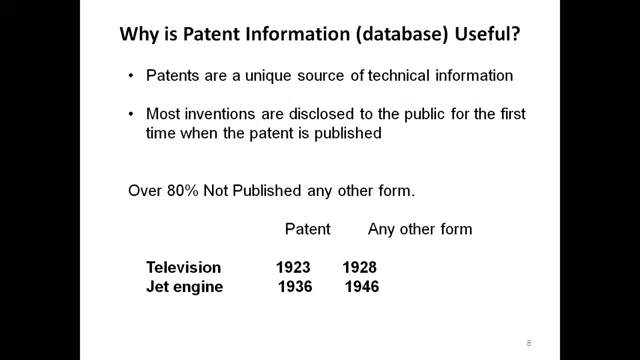 Why is Patent Information (database) Useful?
• Patents are a unique source of technical information
• Most inventions are disclosed to the public for the first
time when the patent is published
Over 80% Not Published any other form.
Patent Any other form
Television 1923 1928
Jet engine 1936 1946
8